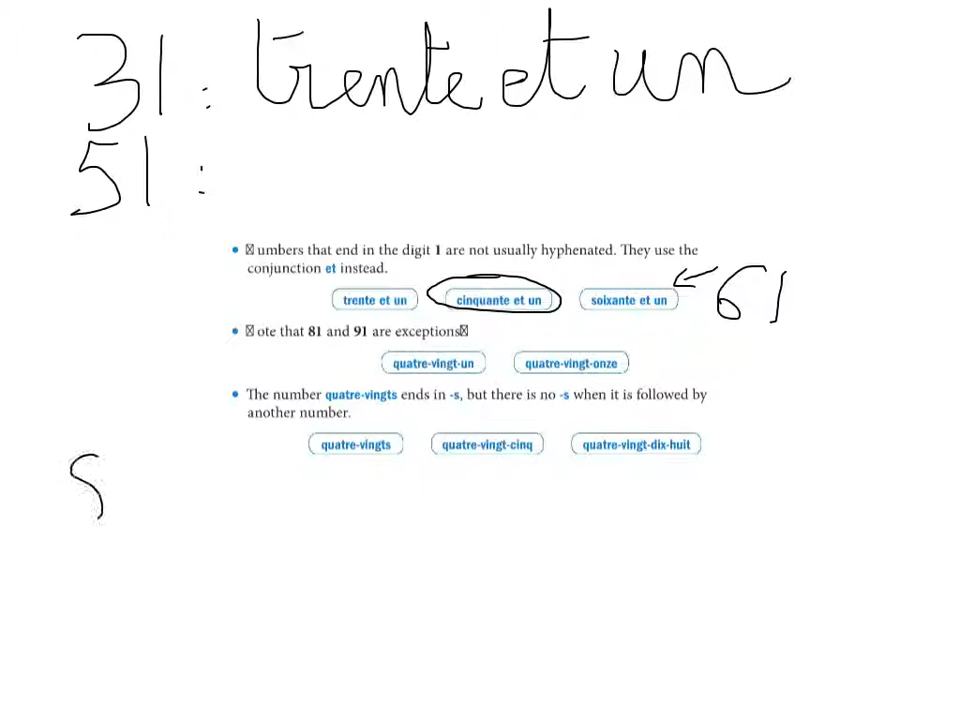 31 : trente et un
51 :
umbers that end in the digit 1 are not usually hyphenated. They use the
conjunction et instead.
trente et un cinquante et un soixante et un 61
ote that 81 and 91 are exceptions
quatre-vingt-un quatre-vingt-onze
The number quatre-vingts ends in -s, but there is no -s when it is followed by
another number.
quatre-vingts quatre-vingt-cinq quatre-vingt-dix-huit